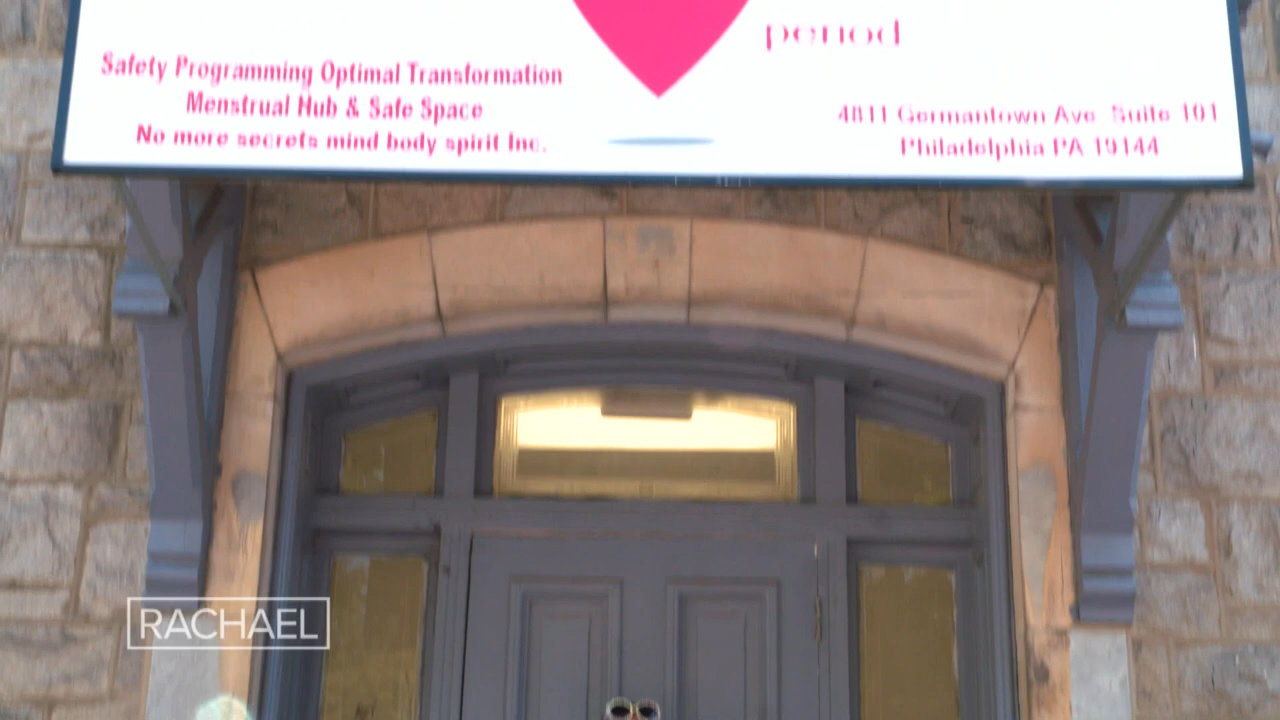 period
Safety Programming Optimal Transformation
Menstrual Hub & Safe Space
No more secrets mind body spirit Inc.
4811 Germantown Ave Suite 101
Philadelphia PA 19144
RACHAEL